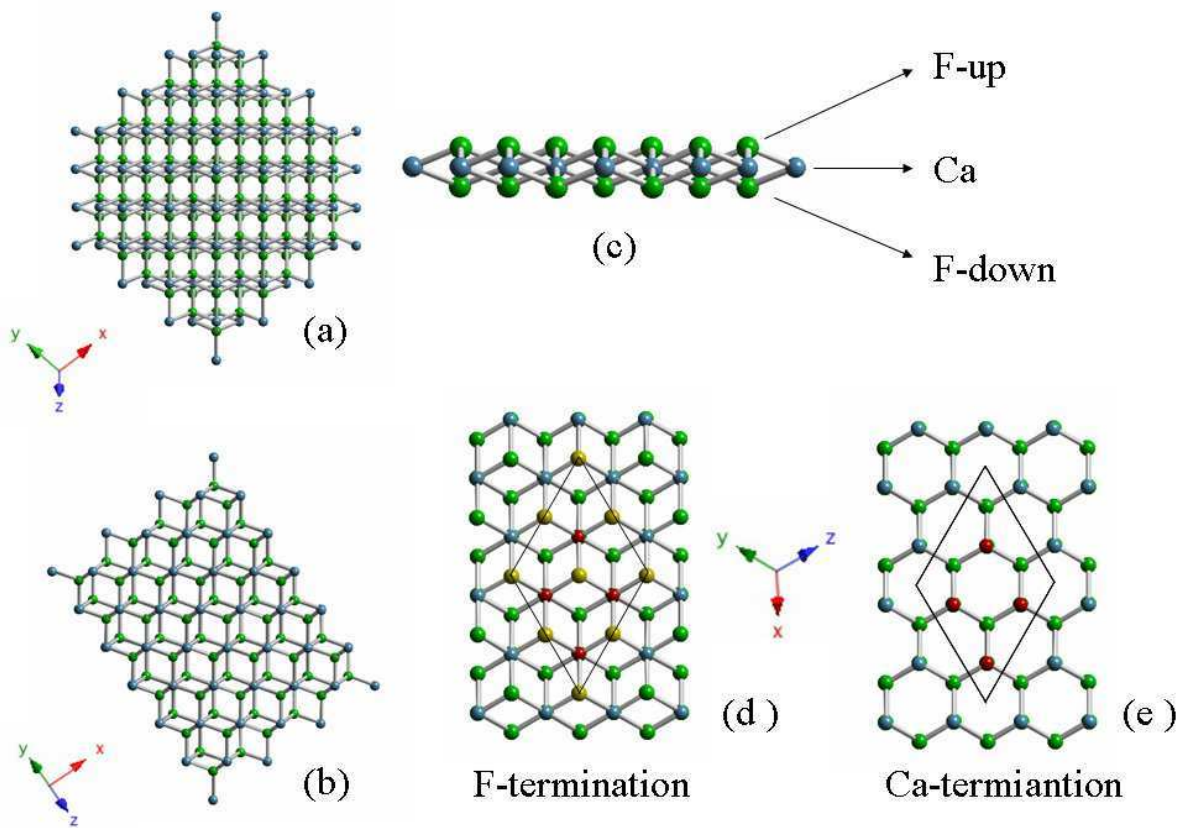 F-up
Ca
F-down
(c)
(a)
y
x
z
(b)
y
x
z
(d )
F-termination
y
z
x
(e )
Ca-termiantion